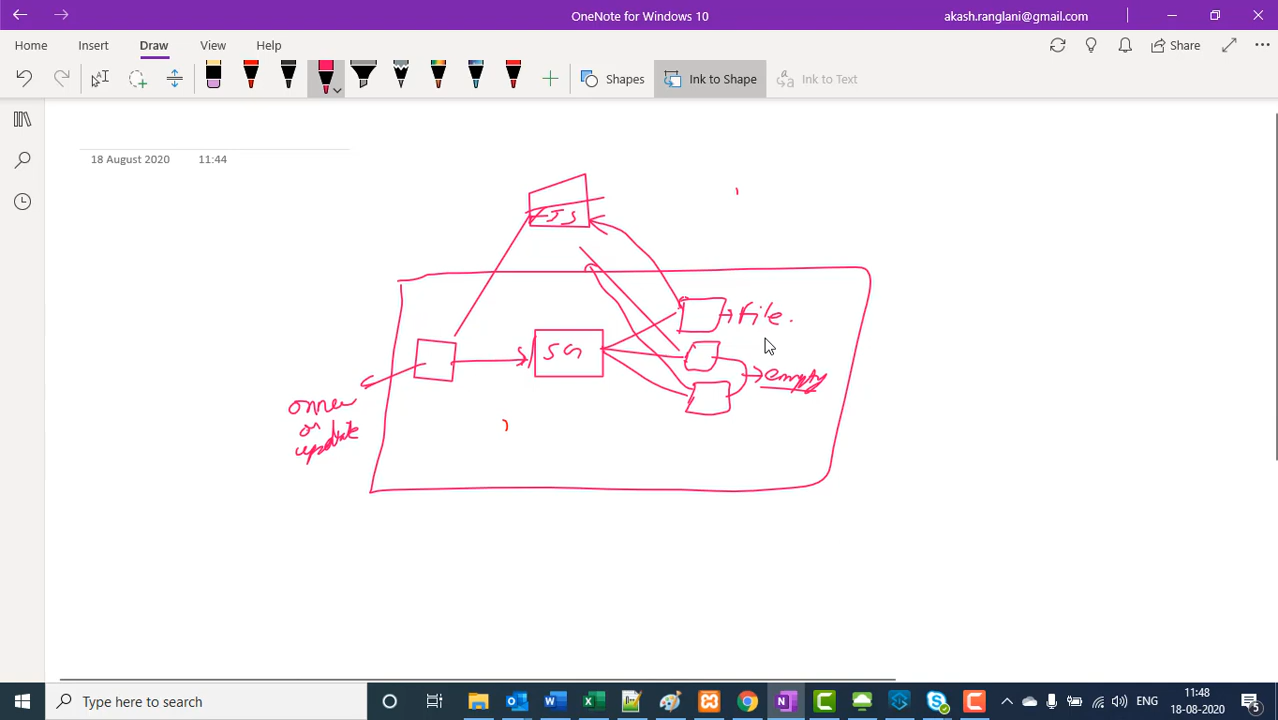 OneNote for Windows 10
akash.ranglani@gmail.com
Home
Insert
Draw
View
Help
Share
Shapes
Ink to Shape
Ink to Text
18 August 2020
11:44
JS
File.
SG
empty
or
update
Type here to search
ENG
11:48
18-08-2020
5